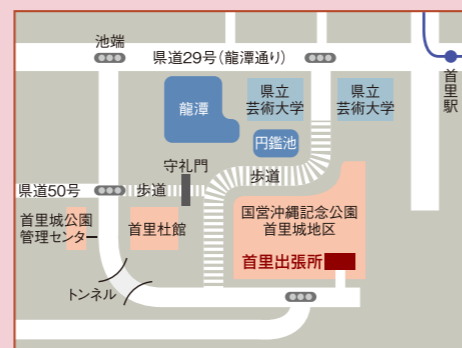 池端
県道29号(龍潭通り)
首里駅
龍潭
県立
芸術大学
県立
芸術大学
円鑑池
守礼門
県道50号
歩道
歩道
首里城公園
管理センター
首里杜館
国営沖縄記念公園
首里城地区
首里出張所
トンネル